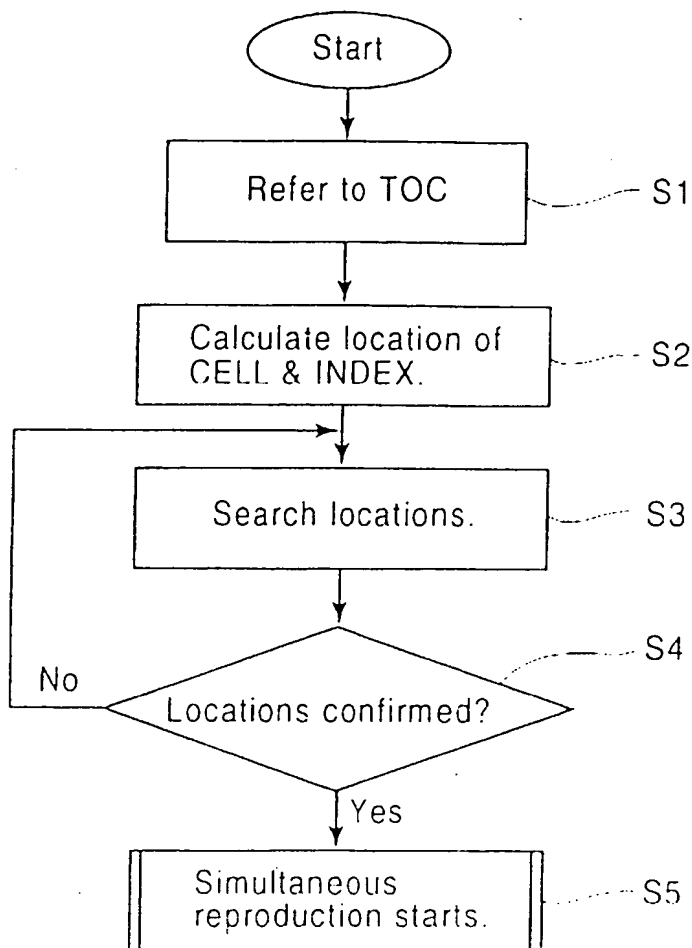 Start
Refer to TOC
S1
Calculate location of
CELL & INDEX.
S2
Search locations.
S3
S4
No
Locations confirmed?
Yes
Simultaneous
reproduction starts.
S5